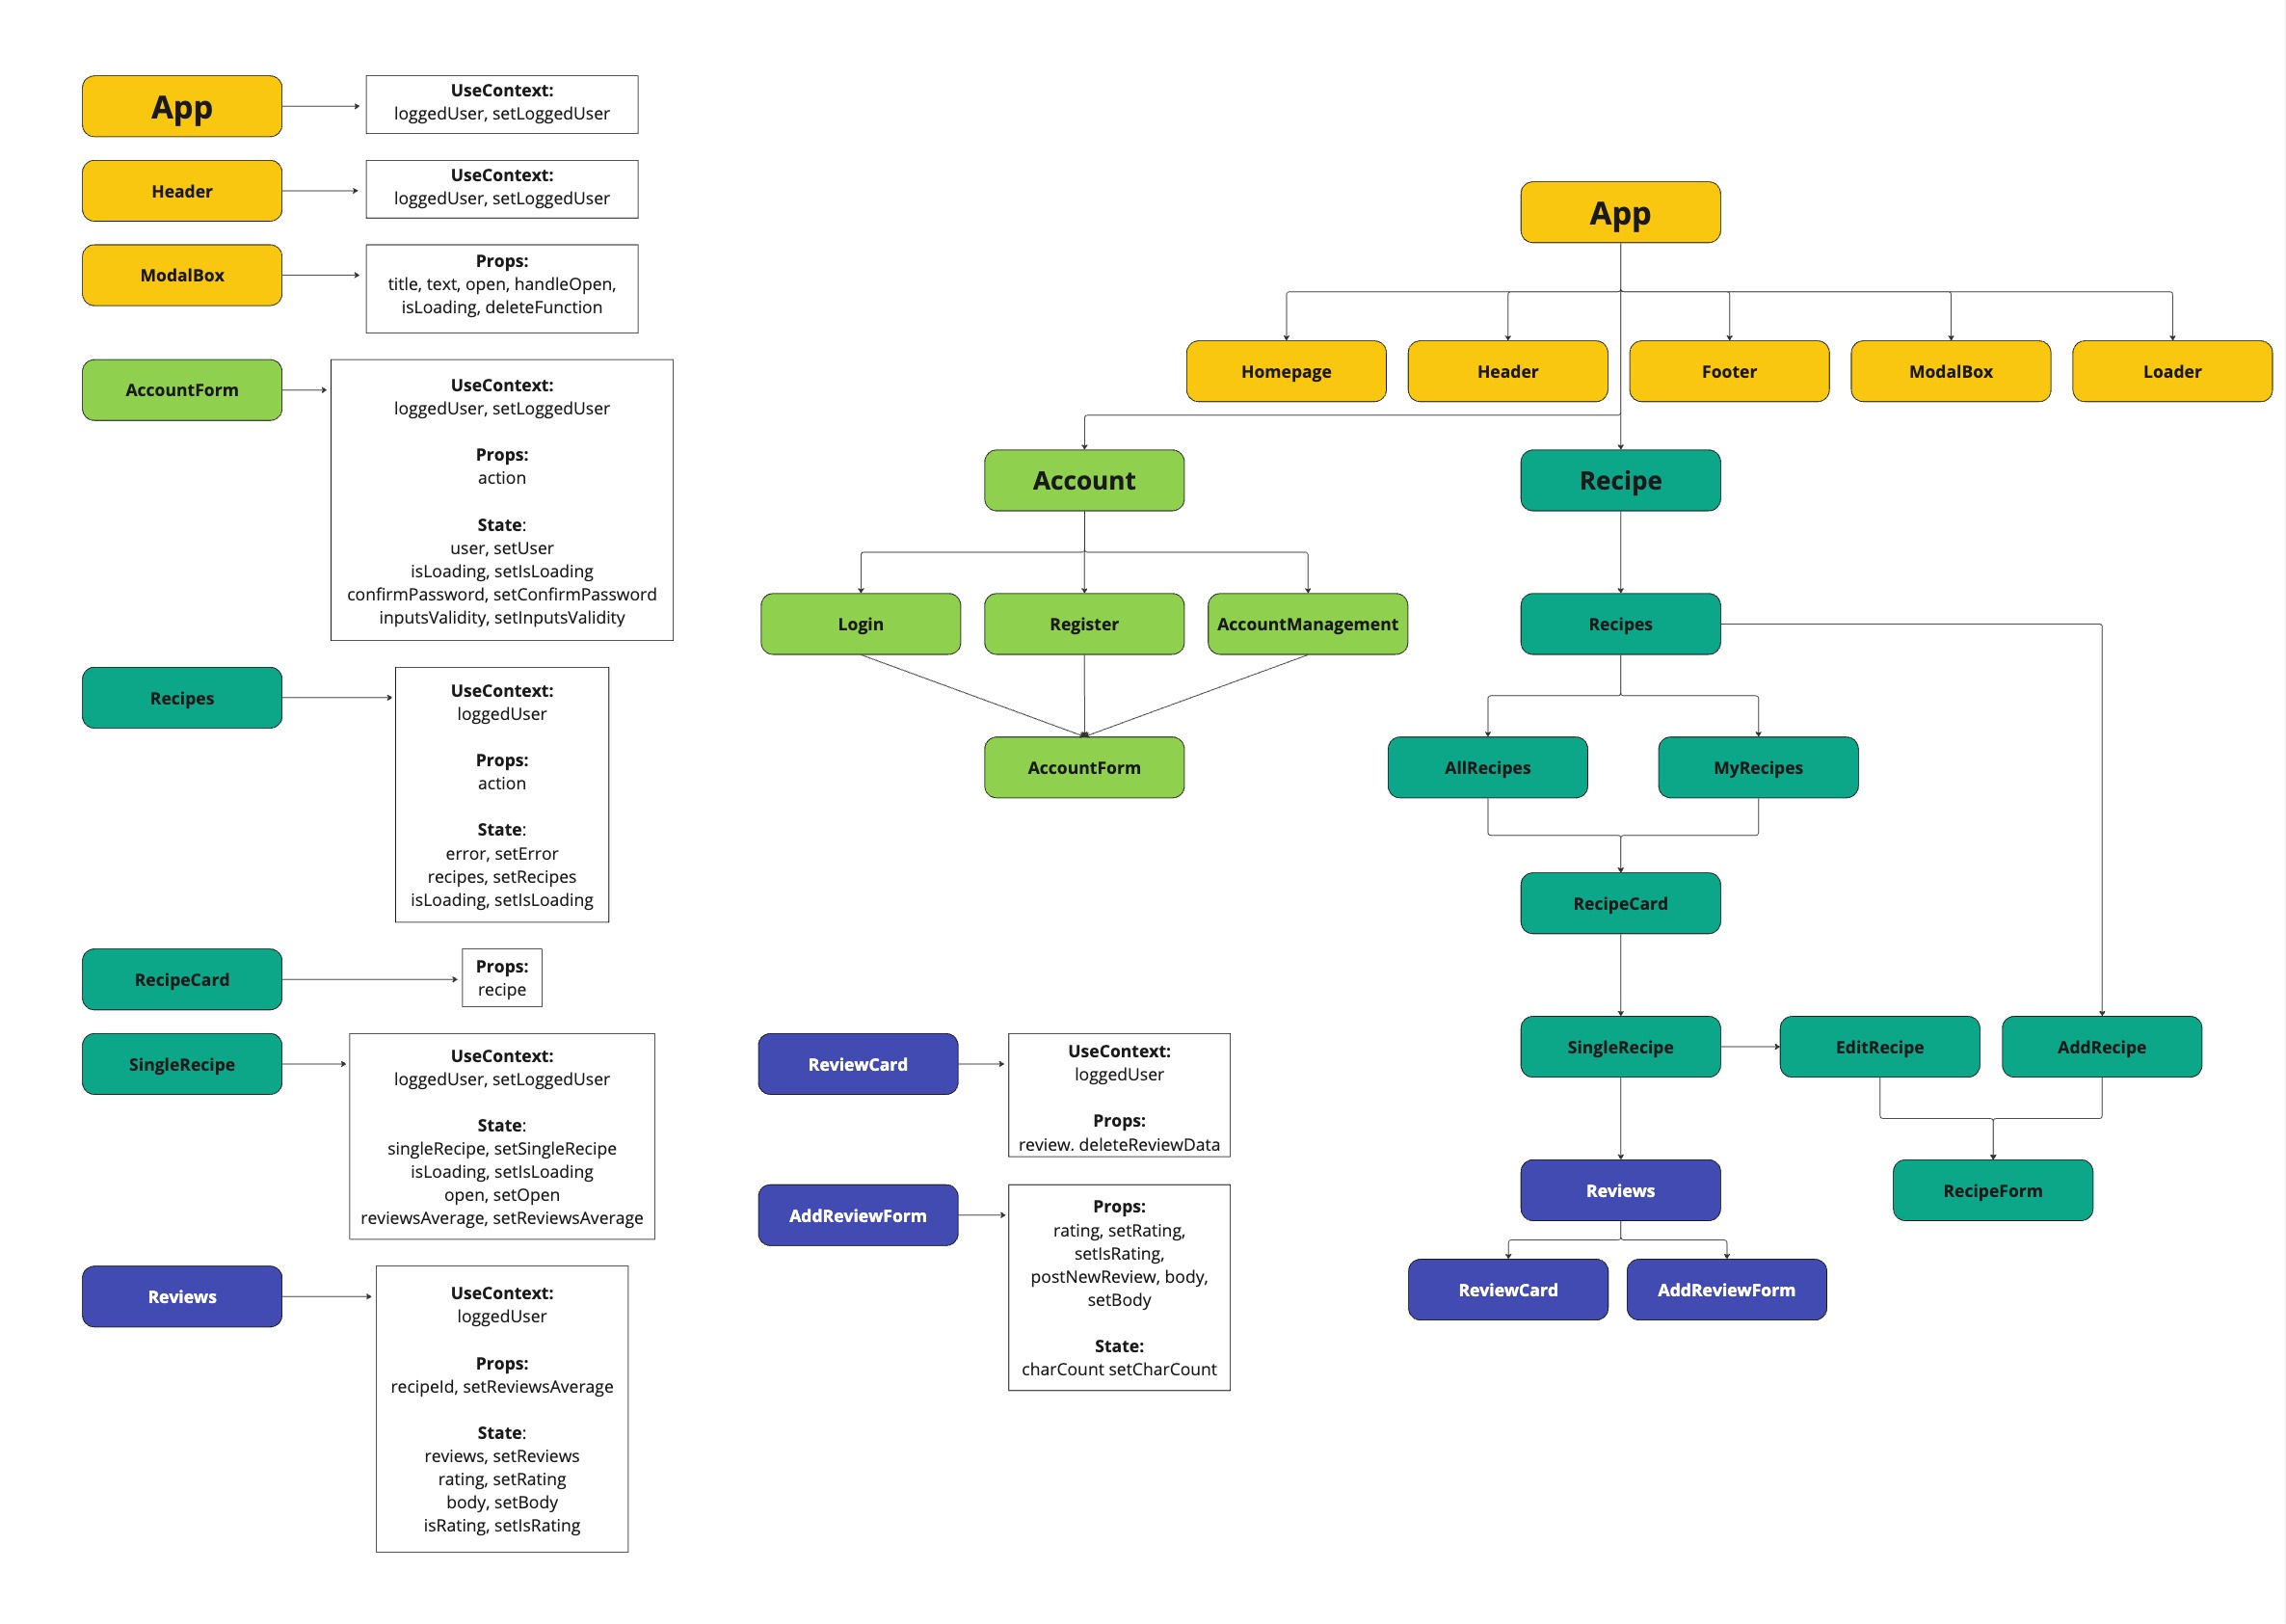 App
UseContext:
loggedUser, setLoggedUser
Header
UseContext:
loggedUser, setLoggedUser
ModalBox
Props:
title, text, open, handleOpen,
isLoading, deleteFunction
AccountForm
UseContext:
loggedUser, setLoggedUser
Props:
action
State:
user, setUser
isLoading, setIsLoading
confirmPassword, setConfirmPassword
inputsValidity, setInputsValidity
Recipes
UseContext:
loggedUser
Props:
action
State:
error, setError
recipes, setRecipes
isLoading, setIsLoading
RecipeCard
Props:
recipe
SingleRecipe
UseContext:
loggedUser, setLoggedUser
State:
singleRecipe, setSingleRecipe
isLoading, setIsLoading
open, setOpen
reviewsAverage, setReviewsAverage
Reviews
UseContext:
loggedUser
Props:
recipeId, setReviewsAverage
State:
reviews, setReviews
rating, setRating
body, setBody
isRating, setIsRating
ReviewCard
UseContext:
loggedUser
Props:
review. deleteReviewData
AddReviewForm
Props:
rating, setRating,
setIsRating,
postNewReview, body,
setBody
State:
charCount setCharCount
App
Homepage
Header
Footer
ModalBox
Loader
Account
Recipe
Login
Register
AccountManagement
Recipes
AccountForm
AllRecipes
MyRecipes
RecipeCard
SingleRecipe
EditRecipe
AddRecipe
Reviews
RecipeForm
ReviewCard
AddReviewForm